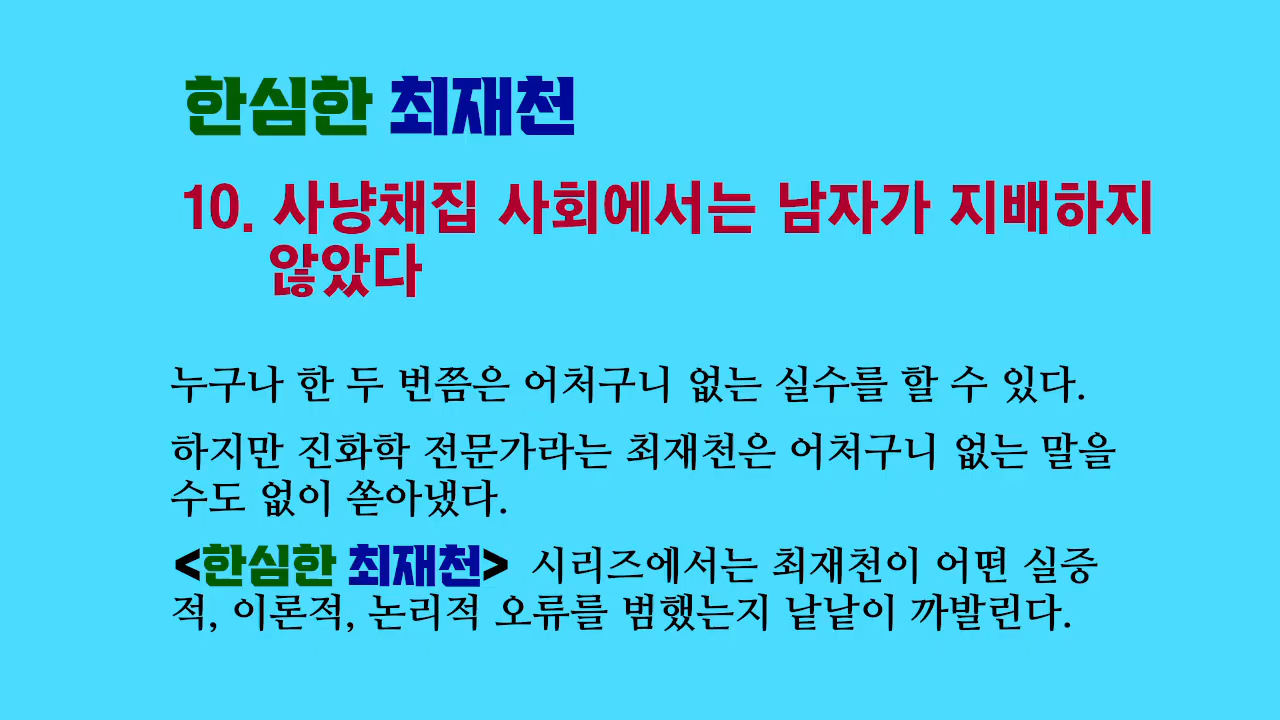 한심한 최재천
10. 사냥채집 사회에서는 남자가 지배하지
않았다
누구나 한 두 번쯤은 어처구니 없는 실수를 할 수 있다.
하지만 진화학 전문가라는 최재천은 어처구니 없는 말을
수도 없이 쏟아냈다.
<한심한 최재천> 시리즈에서는 최재천이 어떤 실증
적, 이론적, 논리적 오류를 범했는지 낱낱이 까발린다.